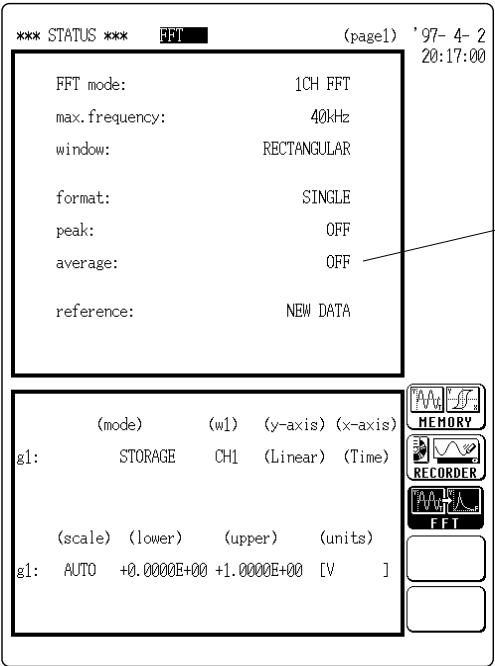 *** STATUS *** FFT (page1) '97- 4- 2
20:17:00
FFT mode: 1CH FFT
max.frequency: 40kHz
window: RECTANGULAR
format: SINGLE
peak: OFF
average: OFF
reference: NEW DATA
(mode) (w1) (y-axis) (x-axis)
g1: STORAGE CH1 (Linear) (Time)
(scale) (lower) (upper) (units)
g1: AUTO +0.0000E+00 +1.0000E+00 [V ]
MEMORY
RECORDER
FFT